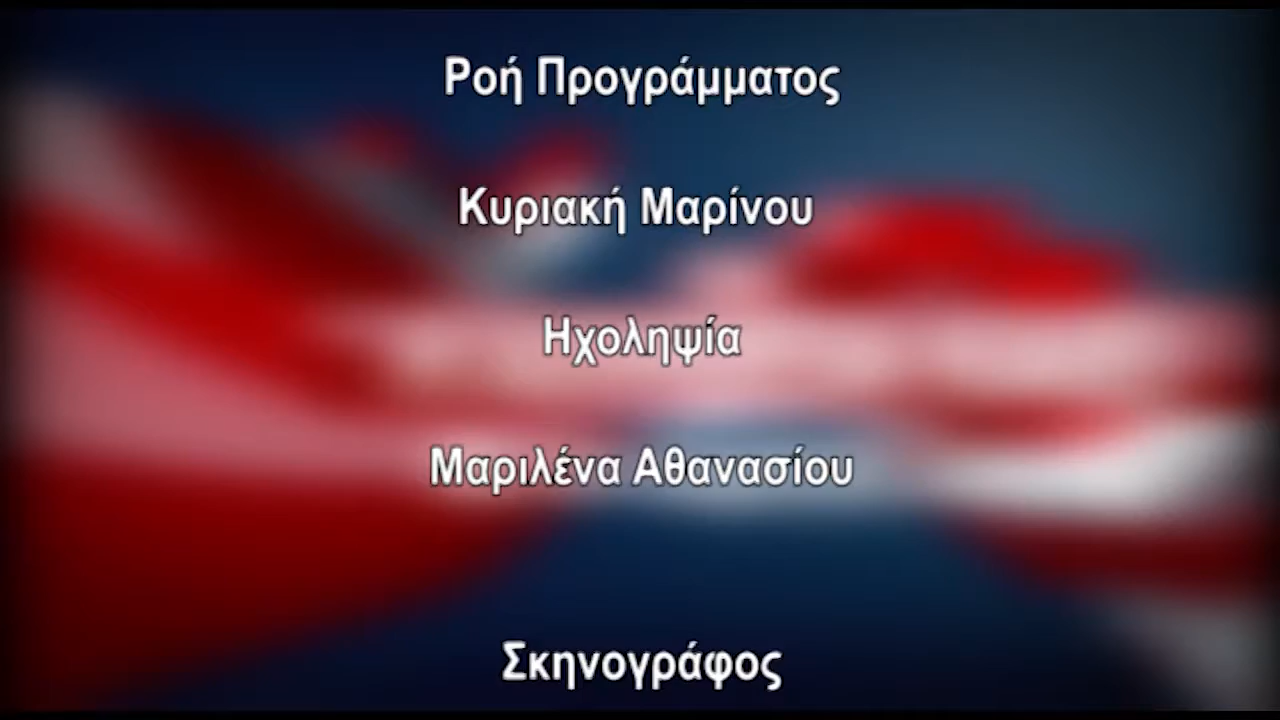 Ροή Προγράμματος
Κυριακή Μαρίνου
Ηχοληψία
Μαριλένα Αθανασίου
Σκηνογράφος